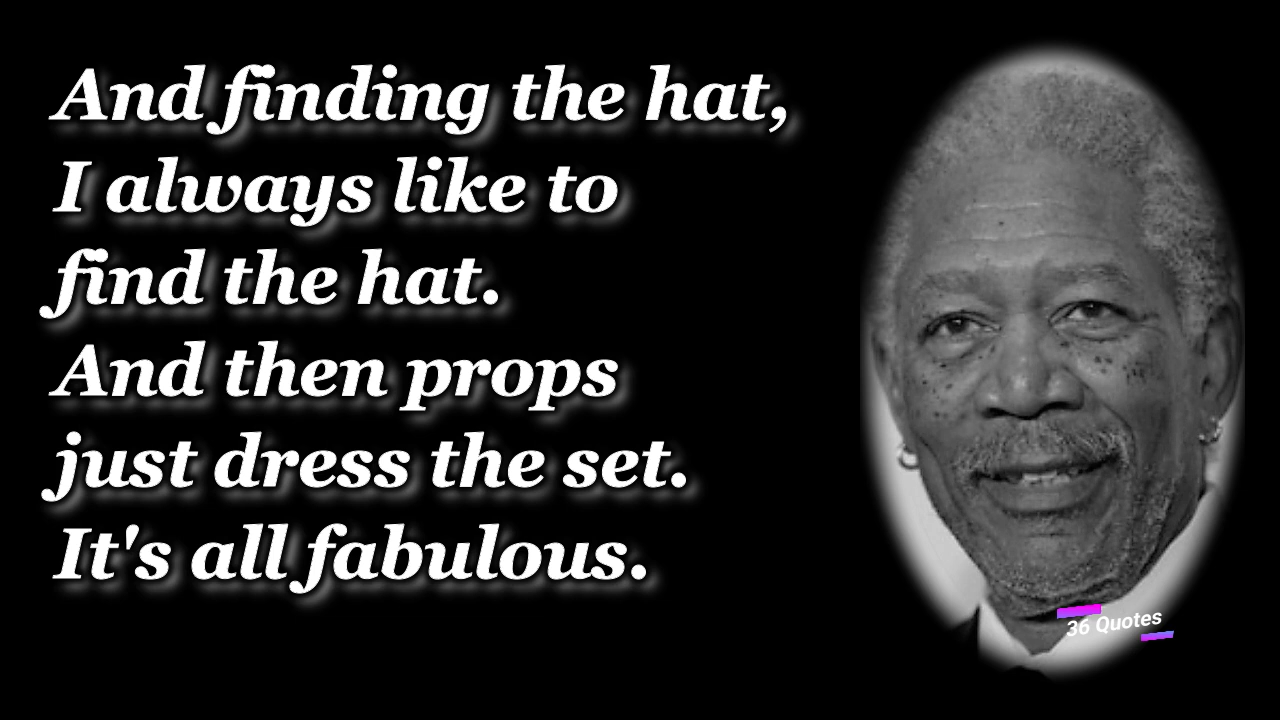 And finding the hat,
I always like to
find the hat.
And then props
just dress the set.
It's all fabulous.
36 Quotes